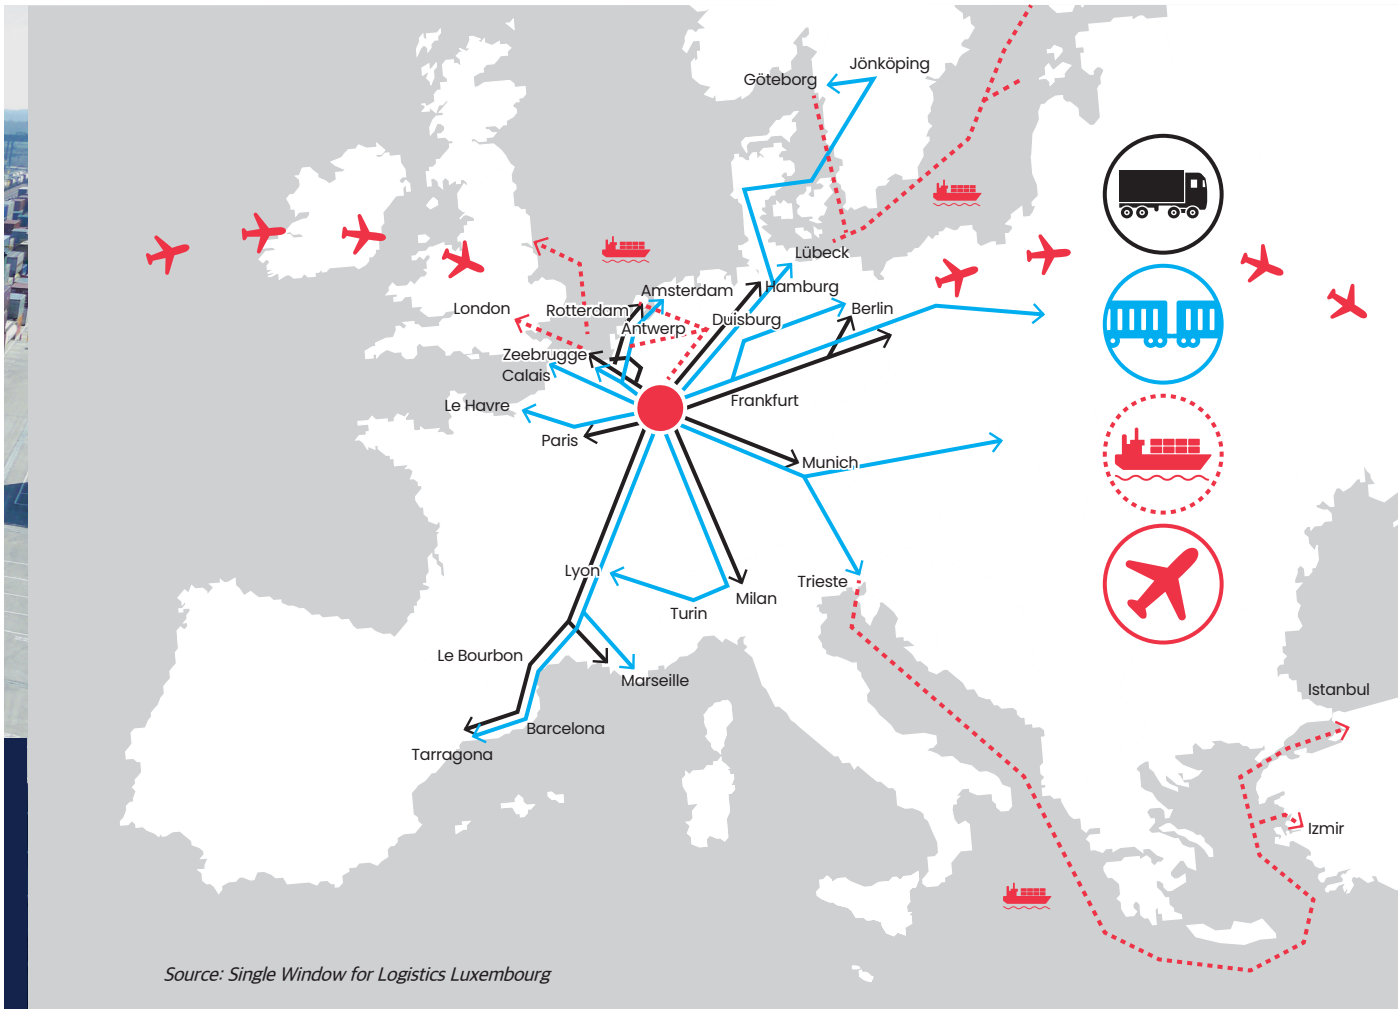 Jönköping
Göteborg
Lübeck
Hamburg
Amsterdam
London
Rotterdam
Berlin
Duisburg
Antwerp
Zeebrugge
Calais
Frankfurt
Le Havre
Paris
Munich
Lyon
Trieste
Milan
Turin
Le Bourbon
Marseille
Istanbul
Barcelona
Tarragona
Izmir
Source: Single Window for Logistics Luxembourg